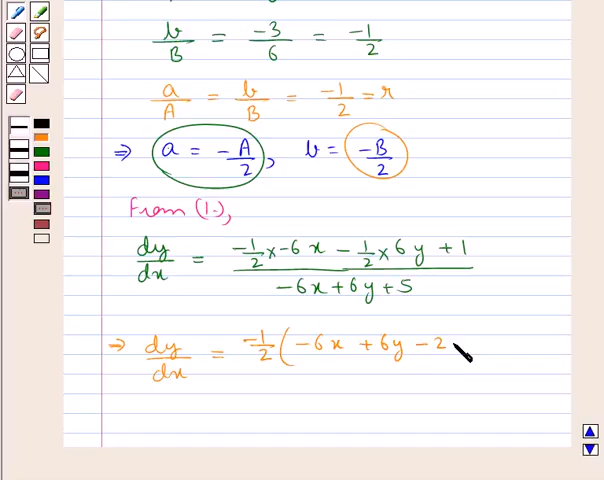 b/B = -3/6 = -1/2
a/A = b/B = -1/2 = r
⇒ a = -A/2, b = -B/2
From (1.),
dy/dx = (-1/2 × -6x - 1/2 × 6y + 1)/(-6x + 6y + 5)
⇒ dy/dx = -1/2 ( -6x + 6y - 2